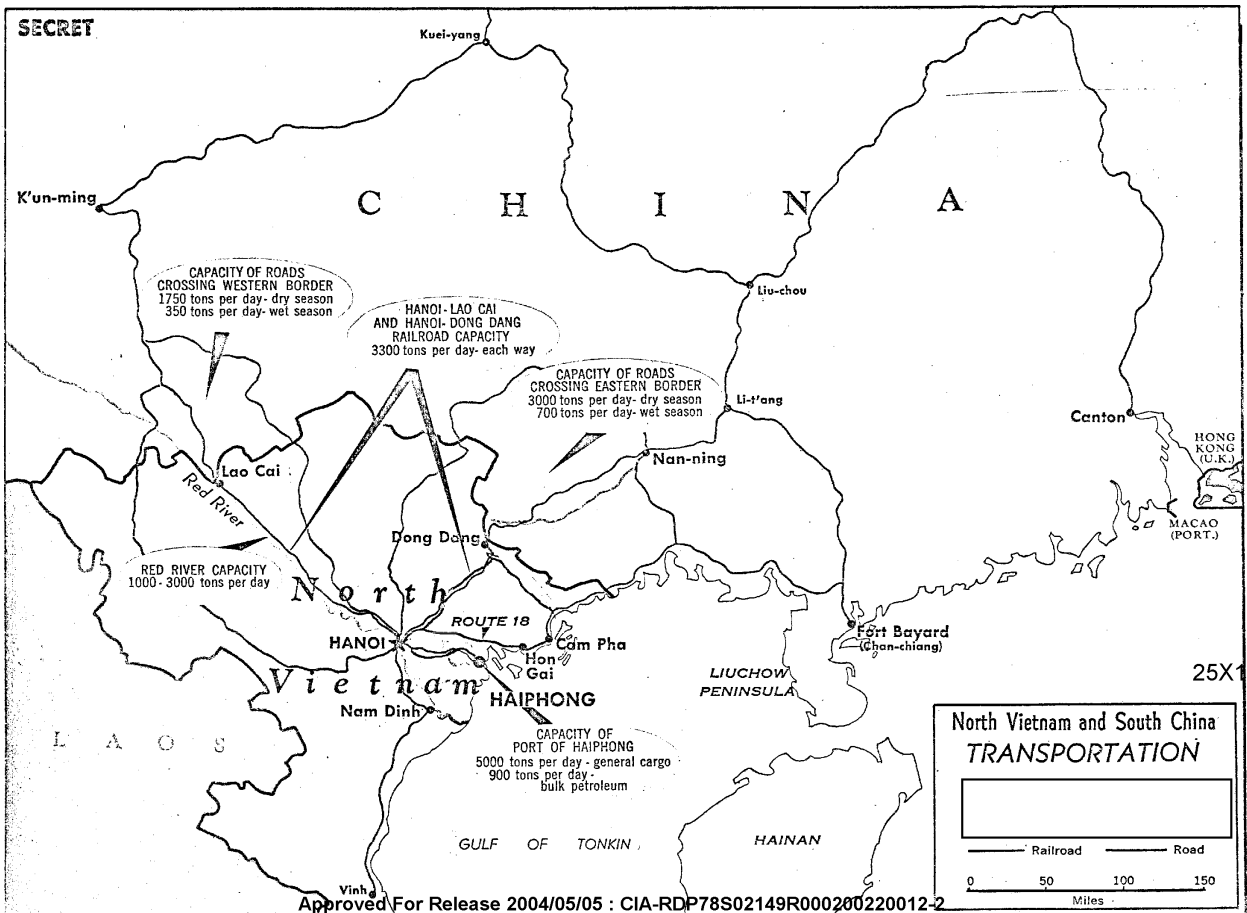 SECRET
Kuei-yang
K'un-ming
C H I N A
CAPACITY OF ROADS
CROSSING WESTERN BORDER
1750 tons per day- dry season
350 tons per day- wet season
HANOI- LAO CAI
AND HANOI- DONG DANG
RAILROAD CAPACITY
3300 tons per day- each way
Liu-chou
CAPACITY OF ROADS
CROSSING EASTERN BORDER
3000 tons per day- dry season
700 tons per day- wet season
Li-t'ang
Canton
HONG
KONG
(U.K.)
Nan-ning
Lao Cai
Red River
MACAO
(PORT.)
Dong Dang
RED RIVER CAPACITY
1000 - 3000 tons per day
North
ROUTE 18
HANOI
Cam Pha
Hon
Gai
Fort Bayard
(Chan-chiang)
LIUCHOW
PENINSULA
25X1
Vietnam
HAIPHONG
Nam Dinh
LAOS
CAPACITY OF
PORT OF HAIPHONG
5000 tons per day - general cargo
900 tons per day -
bulk petroleum
North Vietnam and South China
TRANSPORTATION
GULF OF TONKIN
HAINAN
Railroad Road
0 50 100 150
Miles
Vinh
Approved For Release 2004/05/05 : CIA-RDP78S02149R000200220012-2